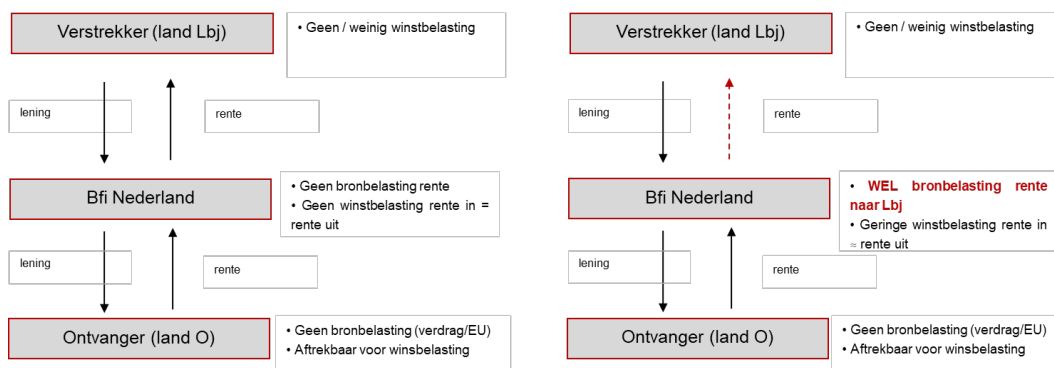 Verstrekker (land Lbj)
• Geen / weinig winstbelasting
lening
rente
Bfi Nederland
• Geen bronbelasting rente
• Geen winstbelasting rente in =
rente uit
lening
rente
Ontvanger (land O)
• Geen bronbelasting (verdrag/EU)
• Aftrekbaar voor winsbelasting
Verstrekker (land Lbj)
• Geen / weinig winstbelasting
lening
rente
Bfi Nederland
• WEL bronbelasting rente
naar Lbj
• Geringe winstbelasting rente in
≈ rente uit
lening
rente
Ontvanger (land O)
• Geen bronbelasting (verdrag/EU)
• Aftrekbaar voor winsbelasting